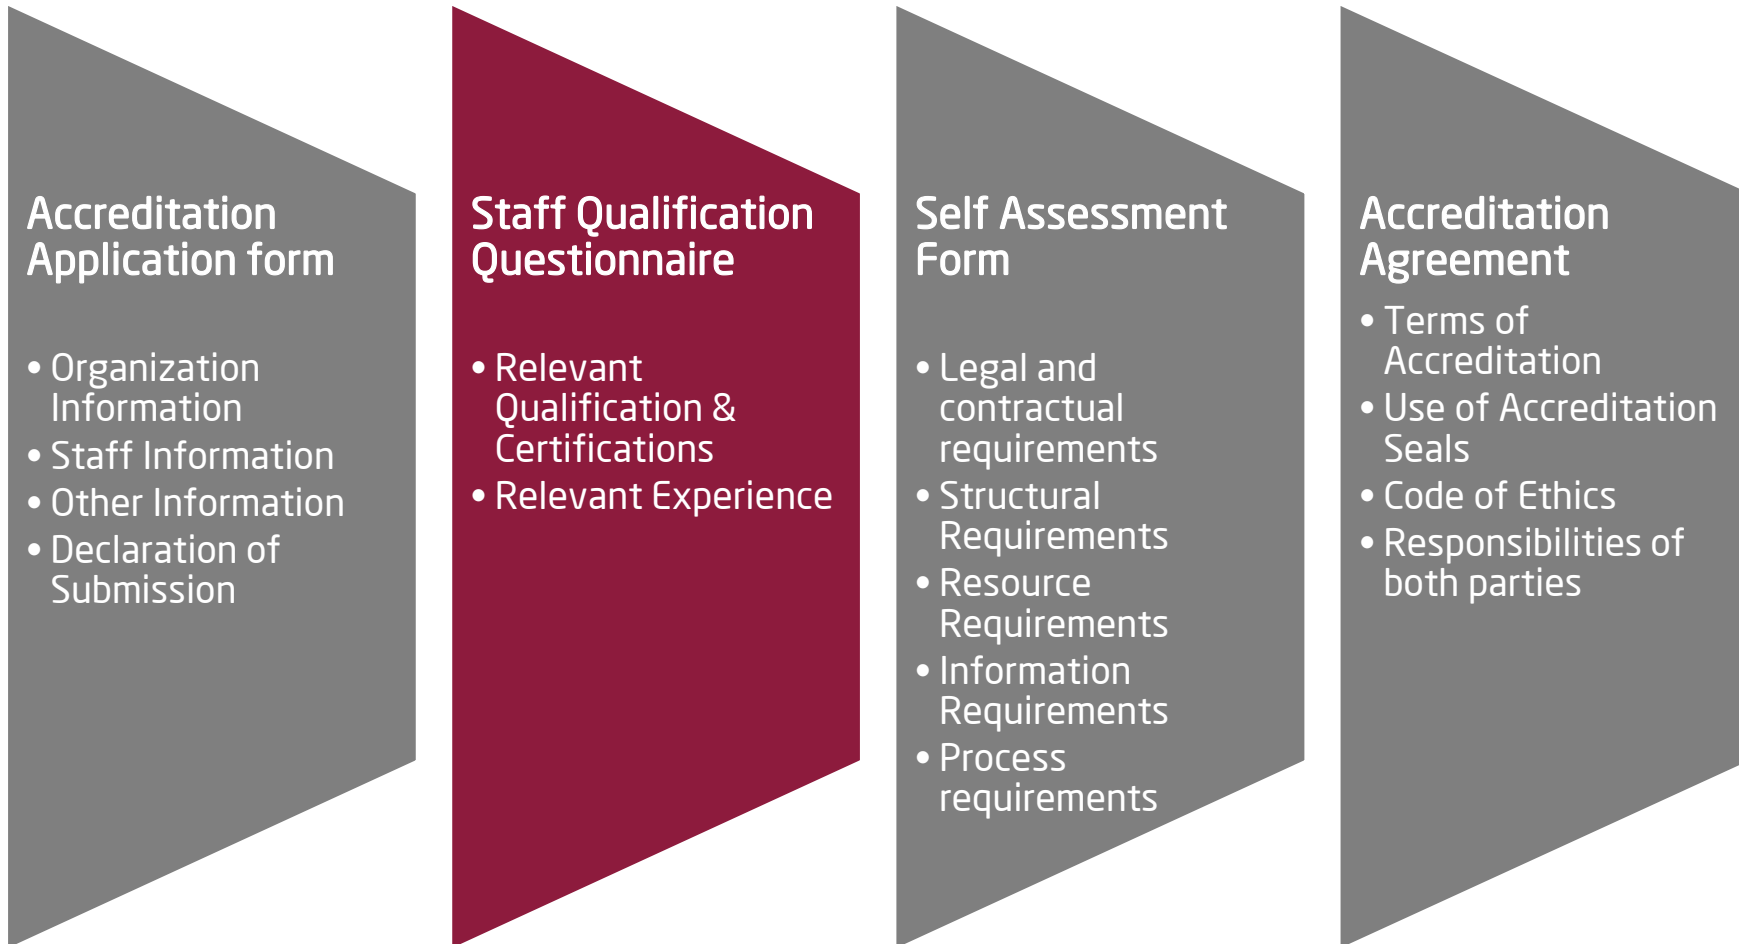 Accreditation
Application form
• Organization
Information
• Staff Information
• Other Information
• Declaration of
Submission
Staff Qualification
Questionnaire
• Relevant
Qualification &
Certifications
• Relevant Experience
Self Assessment
Form
• Legal and
contractual
requirements
• Structural
Requirements
• Resource
Requirements
• Information
Requirements
• Process
requirements
Accreditation
Agreement
• Terms of
Accreditation
• Use of Accreditation
Seals
• Code of Ethics
• Responsibilities of
both parties